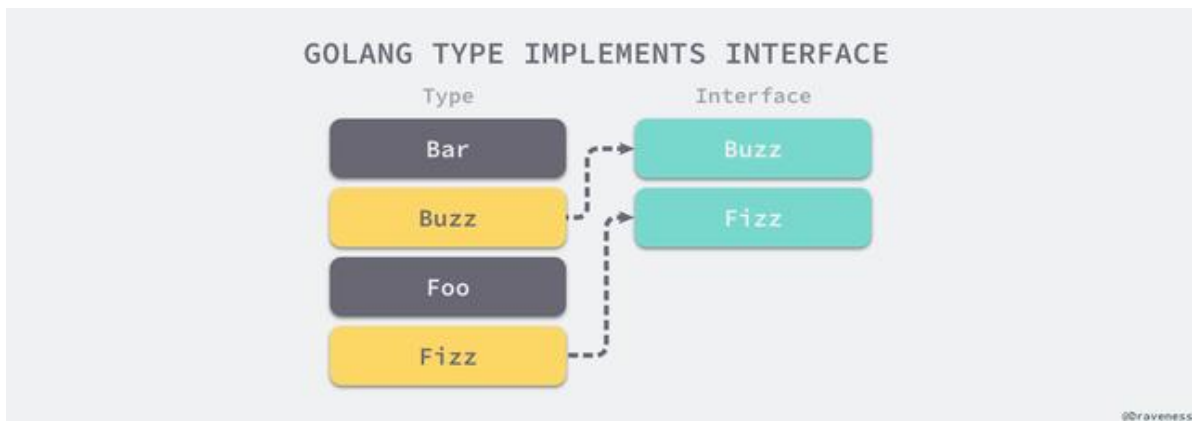 GOLANG TYPE IMPLEMENTS INTERFACE
Type Interface
Bar Buzz
Buzz Fizz
Foo
Fizz
@Draveness